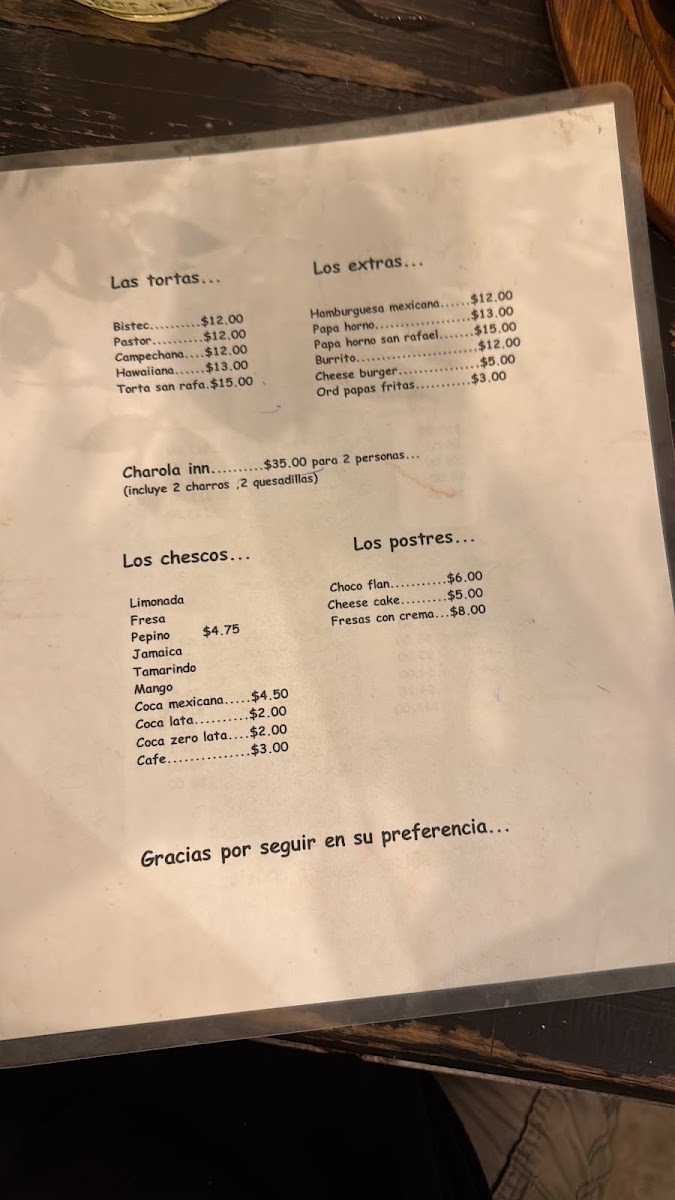 Las tortas...
Bistec..........$12.00
Pastor..........$12.00
Campechana....$12.00
Hawaiiana......$13.00
Torta san rafa.$15.00
Los extras...
Hamburguesa mexicana......$12.00
Papa horno..................$13.00
Papa horno san rafael.......$15.00
Burrito.......................$12.00
Cheese burger................$5.00
Ord papas fritas...........$3.00
Charola inn..........$35.00 para 2 personas...
(incluye 2 charros ,2 quesadillas)
Los chescos...
Limonada
Fresa
Pepino $4.75
Jamaica
Tamarindo
Mango
Coca mexicana.....$4.50
Coca lata..........$2.00
Coca zero lata....$2.00
Cafe................$3.00
Los postres...
Choco flan...........$6.00
Cheese cake.........$5.00
Fresas con crema...$8.00
Gracias por seguir en su preferencia...